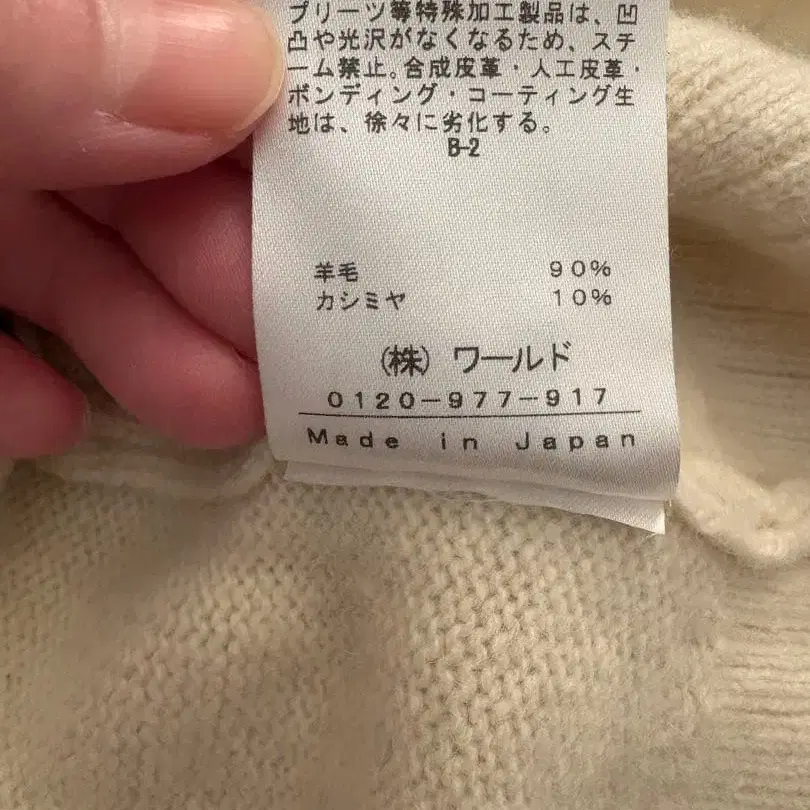 プリーツ等特殊加工製品は、凹
凸や光沢がなくなるため、スチ
ーム禁止。合成皮革・人工皮革・
ボンディング・コーティング生
地は、徐々に劣化する。
B-2
羊毛 90%
カシミヤ 10%
(株) ワールド
0120-977-917
Made in Japan